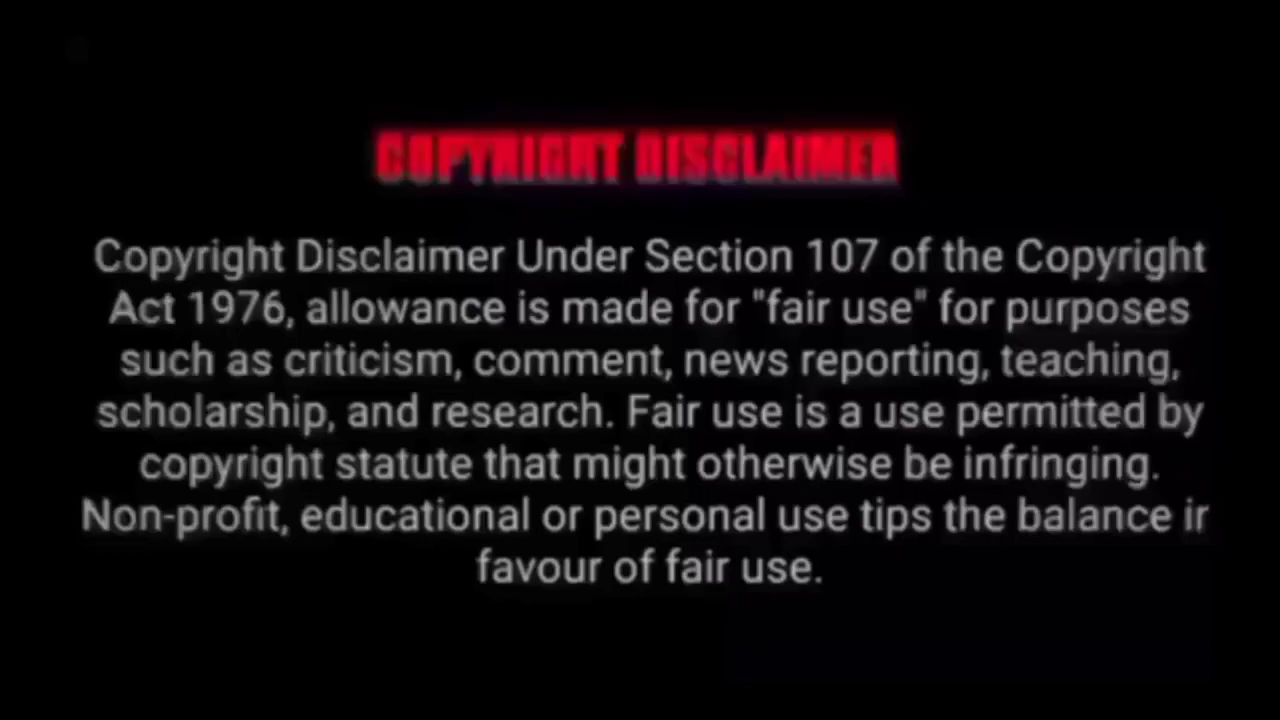 COPYRIGHT DISCLAIMER
Copyright Disclaimer Under Section 107 of the Copyright
Act 1976, allowance is made for "fair use" for purposes
such as criticism, comment, news reporting, teaching,
scholarship, and research. Fair use is a use permitted by
copyright statute that might otherwise be infringing.
Non-profit, educational or personal use tips the balance ir
favour of fair use.